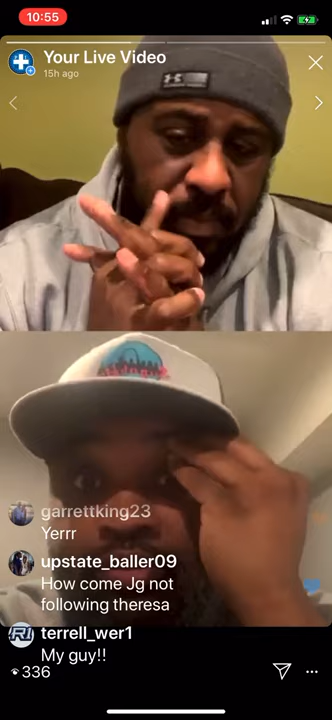 10:55
Your Live Video
15h ago
garrettking23
Yerrr
upstate_baller09
How come Jg not
following theresa
terrell_wer1
My guy!!
336